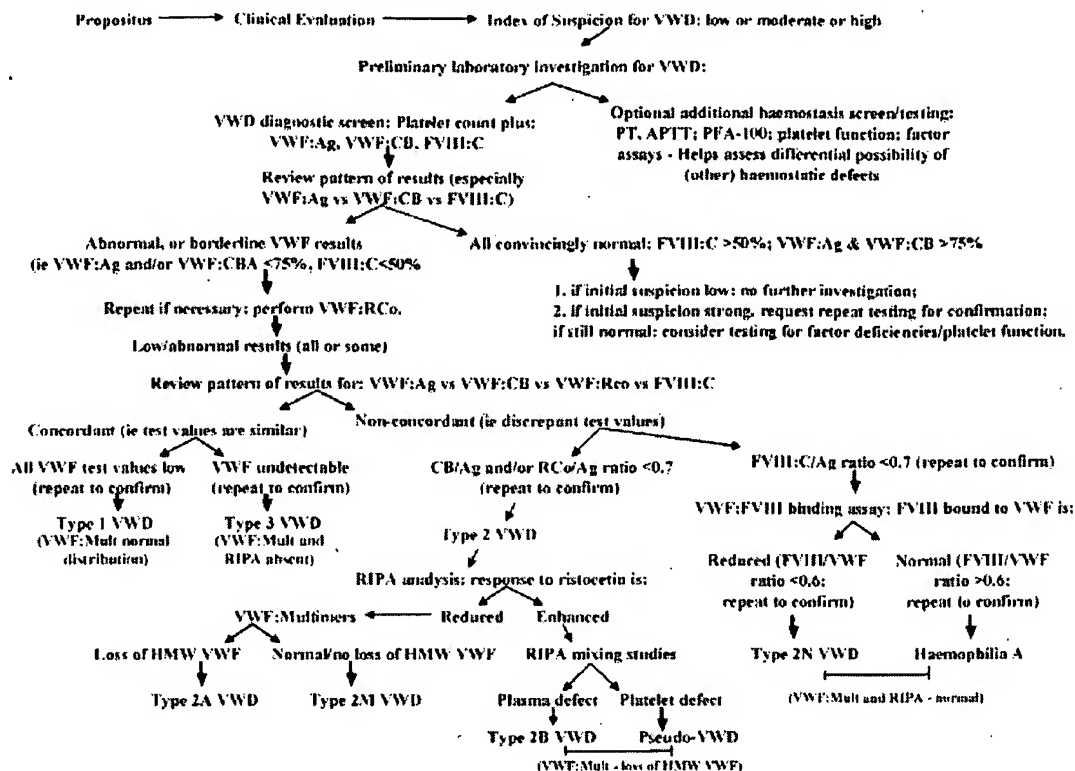 Propositus Clinical Evaluation Index of Suspicion for VWD: low or moderate or high
Preliminary laboratory investigation for VWD:
VWD diagnostic screen: Platelet count plus:
VWF:Ag, VWF:CB, FVIII:C
Optional additional haemostasis screen/testing:
PT, APTT; PFA-100; platelet function; factor
assays - Helps assess differential possibility of
(other) haemostatic defects
Review pattern of results (especially
VWF:Ag vs VWF:CB vs FVIII:C)
Abnormal, or borderline VWF results
(ie VWF:Ag and/or VWF:CBA <75%, FVIII:C<50%
All convincingly normal: FVIII:C >50%; VWF:Ag & VWF:CB >75%
Repeat if necessary: perform VWF:RCo.
1. if initial suspicion low: no further investigation;
2. if initial suspicion strong, request repeat testing for confirmation;
if still normal: consider testing for factor deficiencies/platelet function.
Low/abnormal results (all or some)
Review pattern of results for: VWF:Ag vs VWF:CB vs VWF:Rco vs FVIII:C
Concordant (ie test values are similar)
Non-concordant (ie discrepant test values)
All VWF test values low
(repeat to confirm)
VWF undetectable
(repeat to confirm)
CB/Ag and/or RCo/Ag ratio <0.7
(repeat to confirm)
FVIII:C/Ag ratio <0.7 (repeat to confirm)
Type 1 VWD
(VWF:Mult normal
distribution)
Type 3 VWD
(VWF:Mult and
RIPA absent)
Type 2 VWD
VWF:FVIII binding assay: FVIII bound to VWF is:
RIPA analysis: response to ristocetin is:
Reduced (FVIII/VWF
ratio <0.6:
repeat to confirm)
Normal (FVIII/VWF
ratio >0.6:
repeat to confirm)
VWF:Multimers Reduced Enhanced
Loss of HMW VWF Normal/no loss of HMW VWF RIPA mixing studies
Type 2N VWD Haemophilia A
(VWF:Mult and RIPA - normal)
Type 2A VWD Type 2M VWD
Plasma defect Platelet defect
Type 2B VWD Pseudo-VWD
(VWF:Mult - loss of HMW VWF)